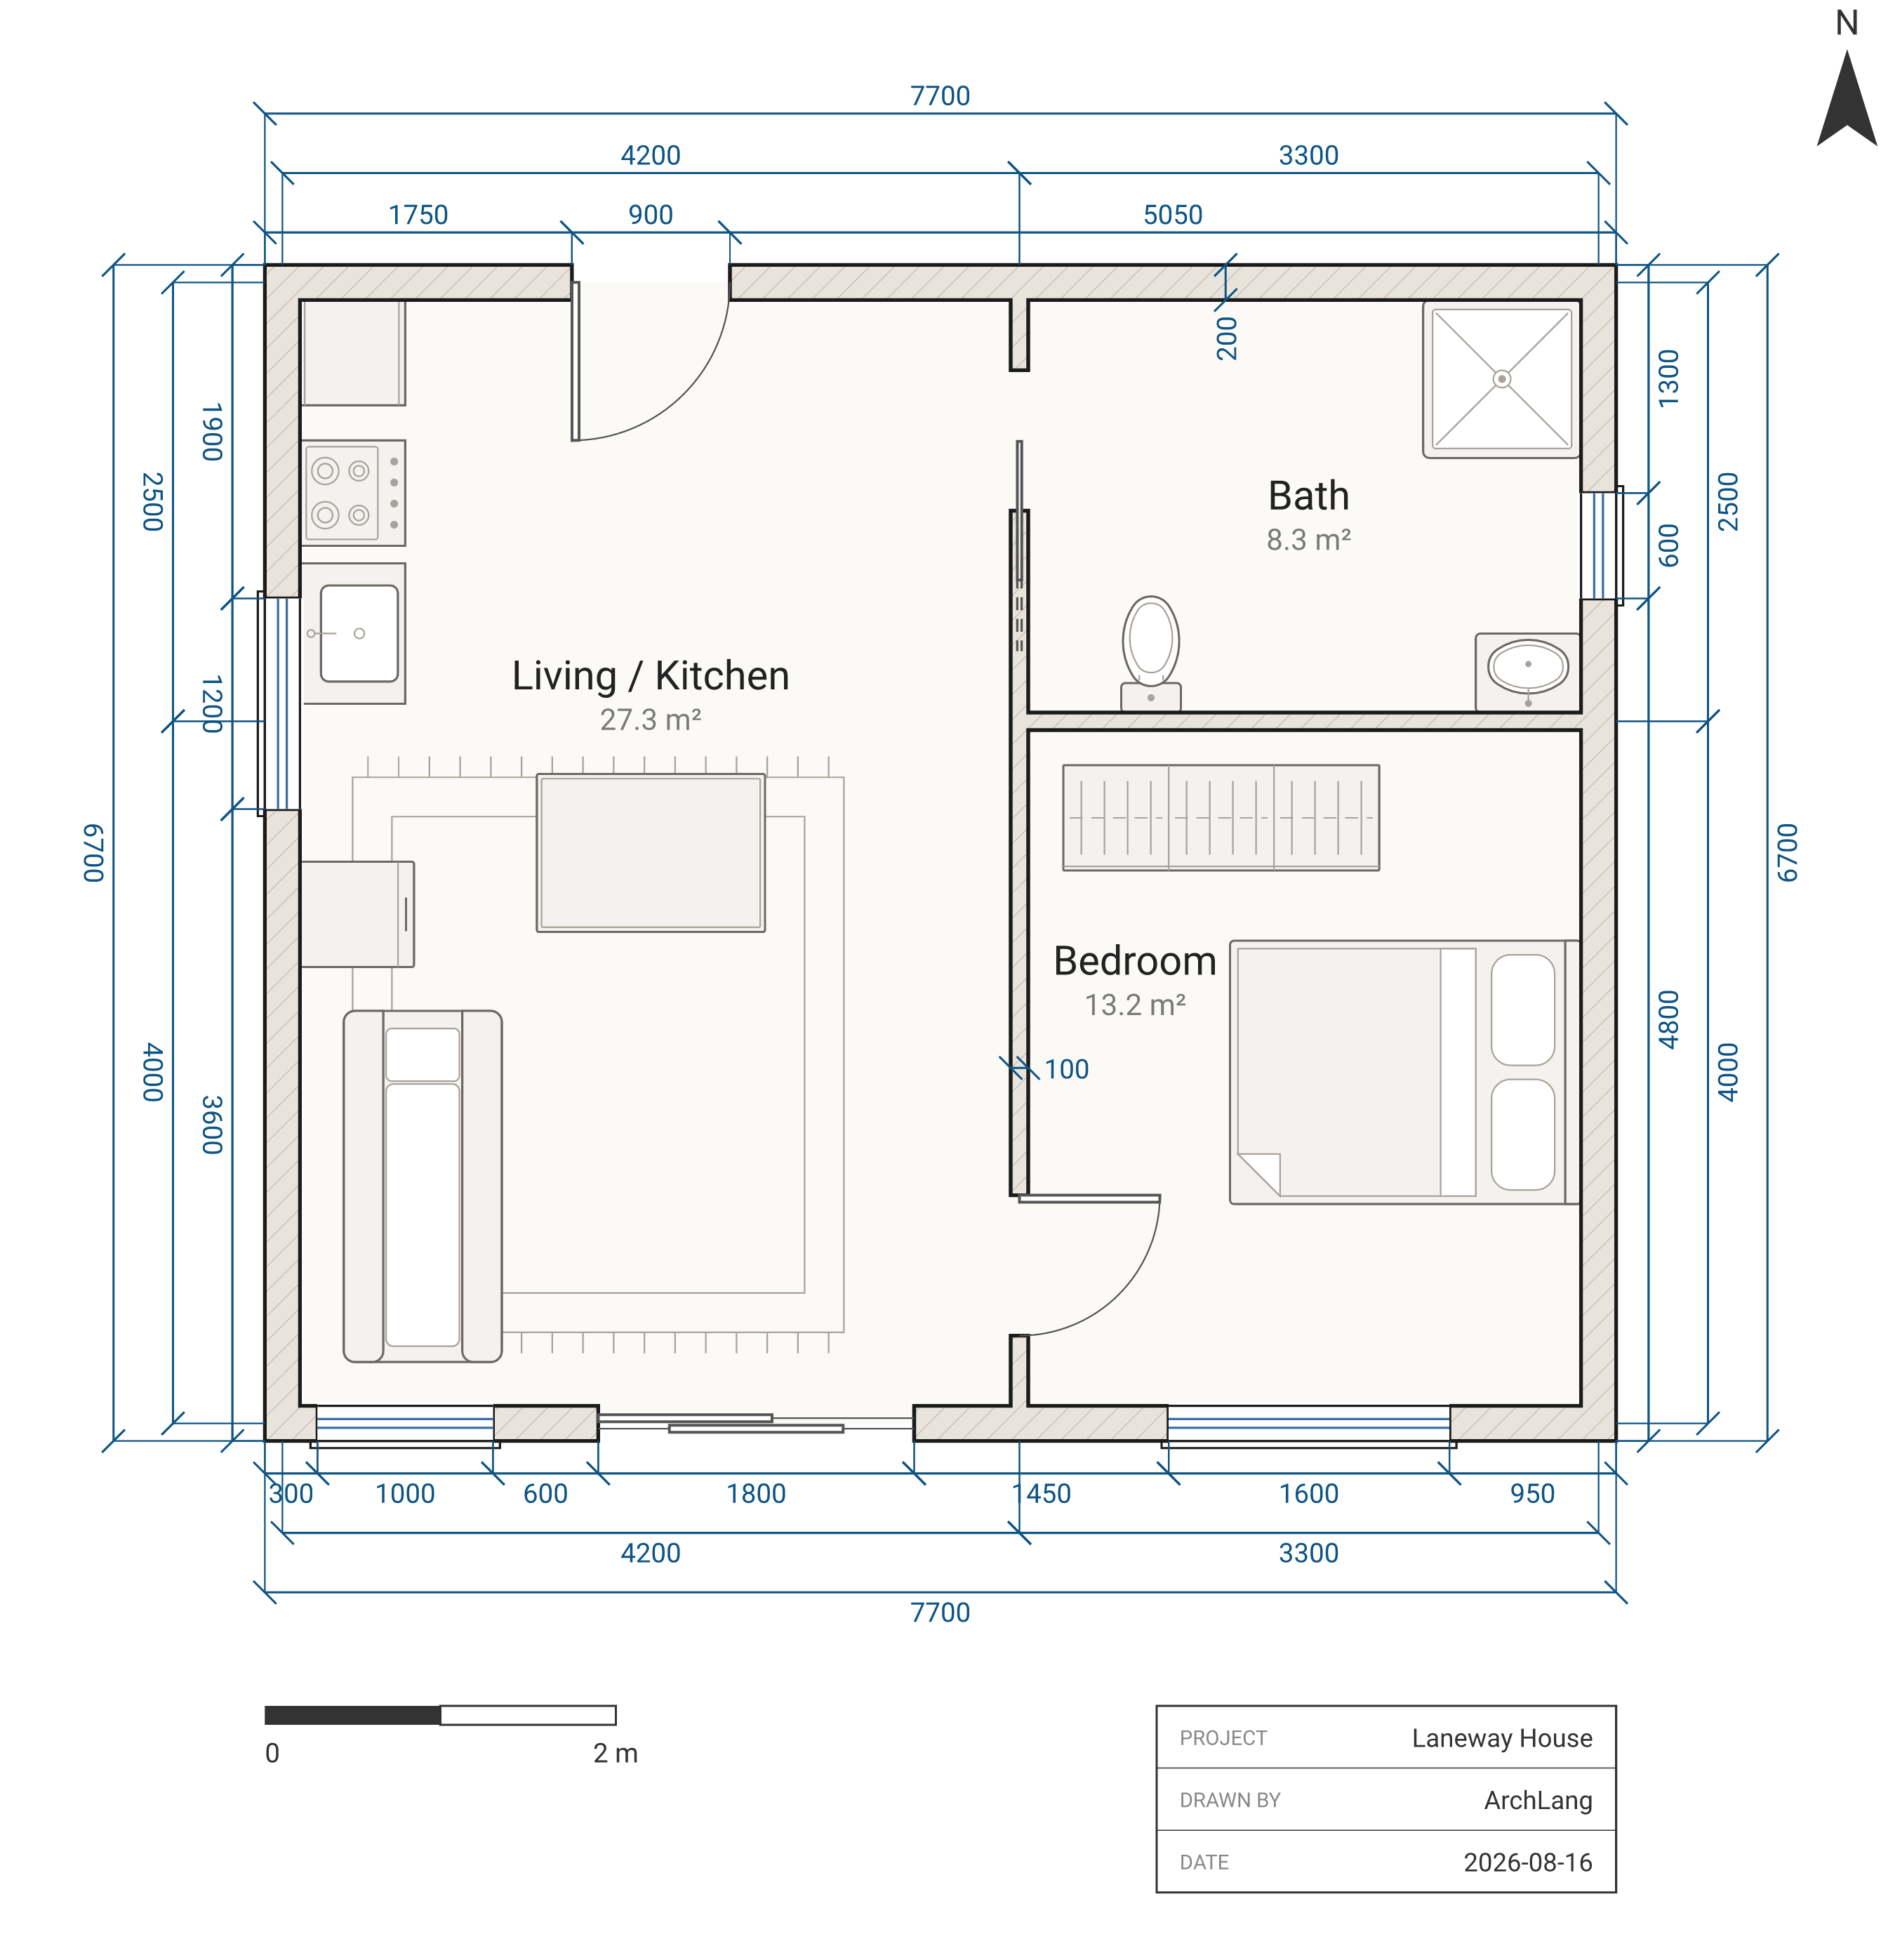 N
7700
4200 3300
1750 900 5050
200
1900
1200
3600
2500
4000
6700
1300
600
4800
2500
4000
6700
Bath
8.3 m²
Living / Kitchen
27.3 m²
Bedroom
13.2 m²
100
300 1000 600 1800 1450 1600 950
4200 3300
7700
0 2 m
PROJECT Laneway House
DRAWN BY ArchLang
DATE 2026-08-16